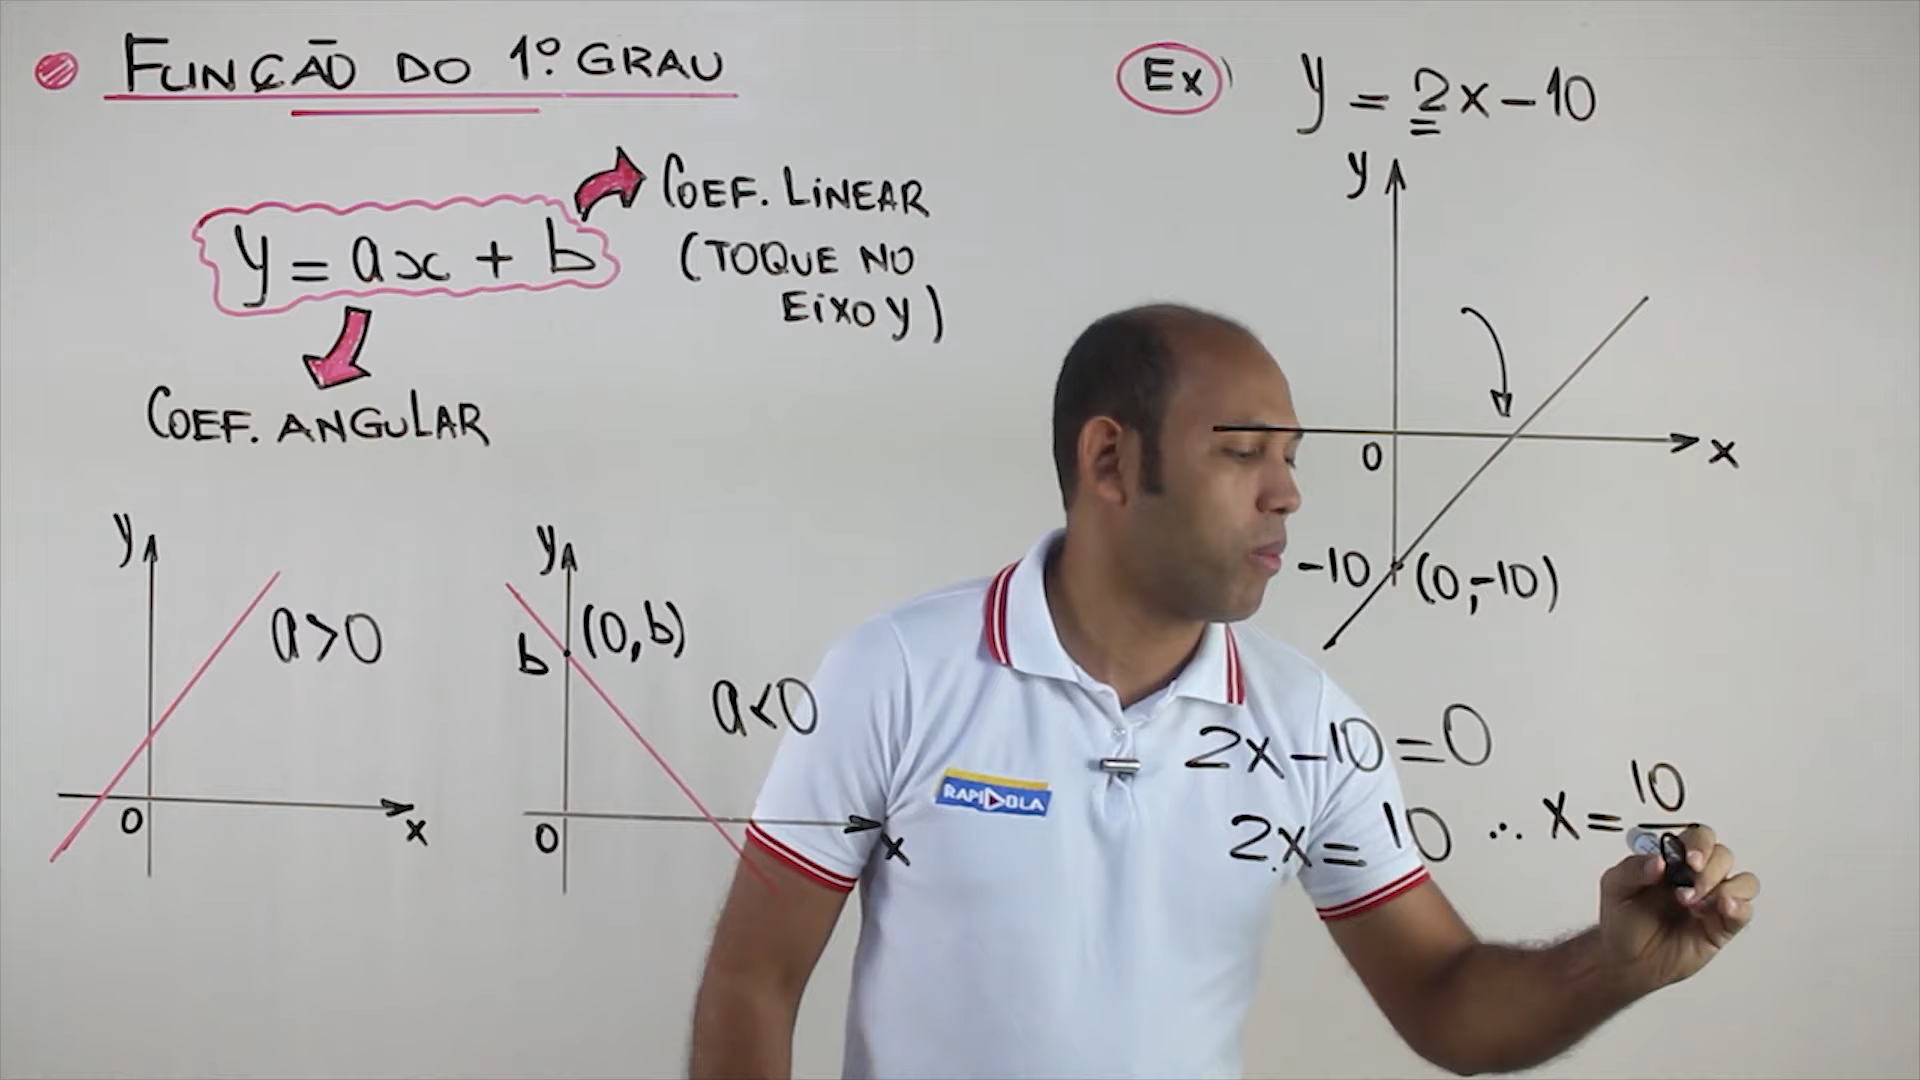 FUNÇÃO DO 1º GRAU
y = ax + b
COEF. LINEAR
(TOQUE NO
EIXO y)
COEF. ANGULAR
y
a>0
0
x
y
(0,b)
b
a<0
0
x
Ex)
y = 2x - 10
y
0
x
-10
(0,-10)
2x-10=0
2x=10 ∴ x=10
RAPIDOLA